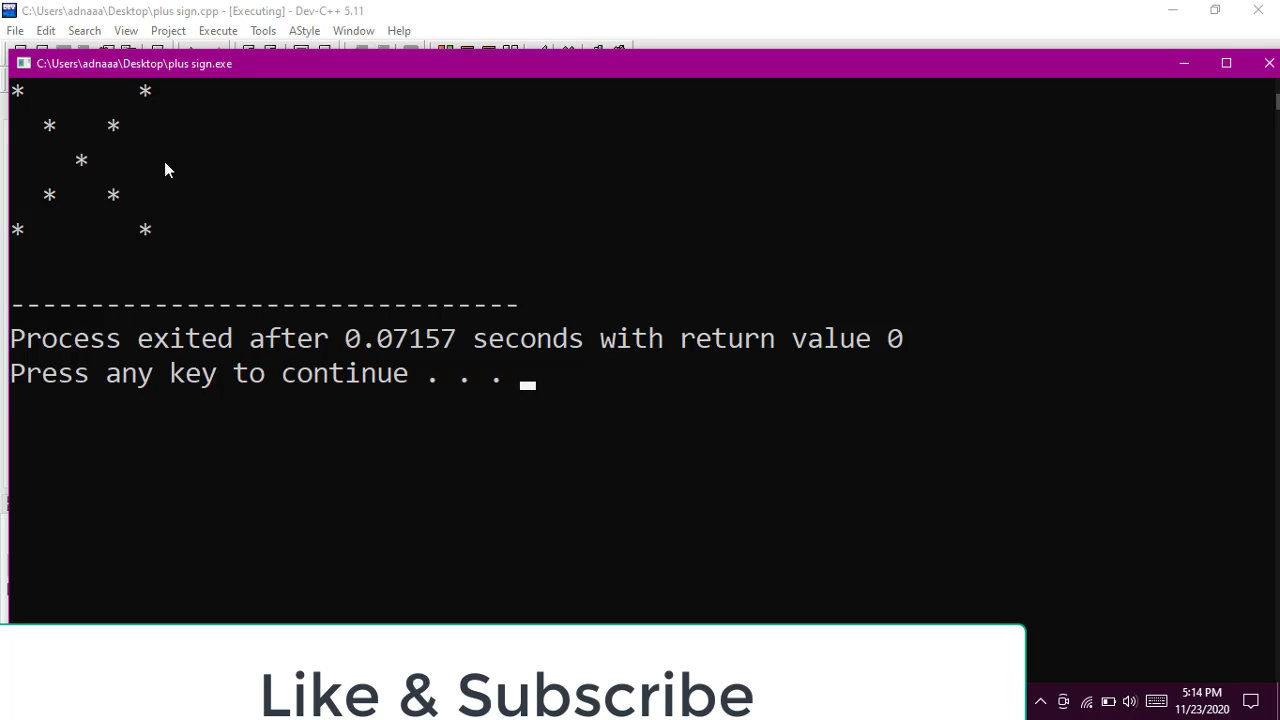 C:\Users\adnaaa\Desktop\plus sign.cpp - [Executing] - Dev-C++ 5.11
File Edit Search View Project Execute Tools AStyle Window Help
C:\Users\adnaaa\Desktop\plus sign.exe
*       *
  *   *
    *
  *   *
*       *
--------------------------------
Process exited after 0.07157 seconds with return value 0
Press any key to continue . . .
Like & Subscribe
5:14 PM
11/23/2020